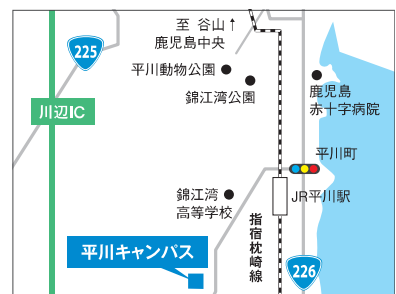 至 谷山↑
鹿児島中央
225
平川動物公園
錦江湾公園
鹿児島
赤十字病院
川辺IC
平川町
錦江湾
高等学校
JR平川駅
指宿枕崎線
平川キャンパス
226